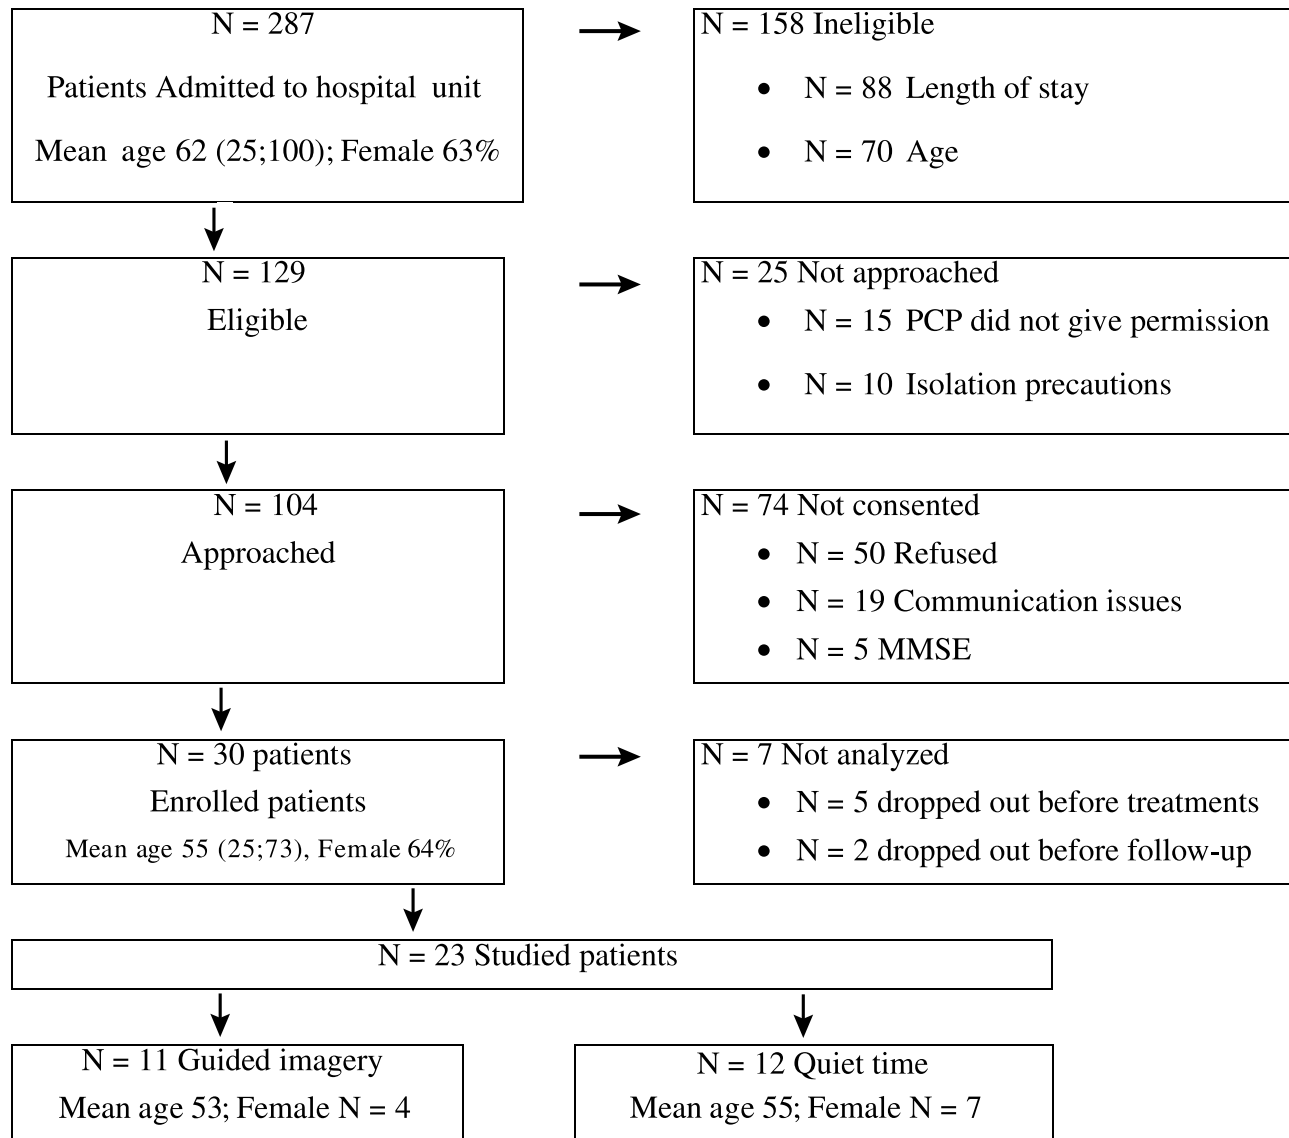 N = 287
Patients Admitted to hospital unit
Mean age 62 (25;100); Female 63%
N = 158 Ineligible
• N = 88 Length of stay
• N = 70 Age
N = 129
Eligible
N = 25 Not approached
• N = 15 PCP did not give permission
• N = 10 Isolation precautions
N = 104
Approached
N = 74 Not consented
• N = 50 Refused
• N = 19 Communication issues
• N = 5 MMSE
N = 30 patients
Enrolled patients
Mean age 55 (25;73), Female 64%
N = 7 Not analyzed
• N = 5 dropped out before treatments
• N = 2 dropped out before follow-up
N = 23 Studied patients
N = 11 Guided imagery
Mean age 53; Female N = 4
N = 12 Quiet time
Mean age 55; Female N = 7